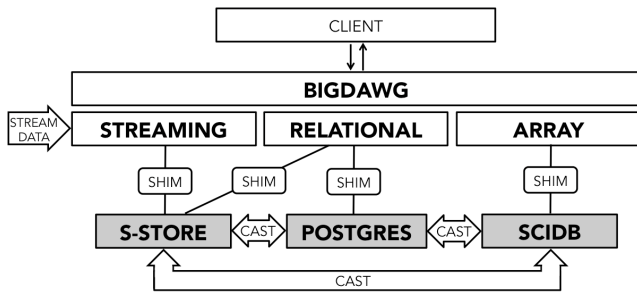 CLIENT
BIGDAWG
STREAM
DATA
STREAMING
RELATIONAL
ARRAY
SHIM
SHIM
SHIM
SHIM
S-STORE
CAST
POSTGRES
CAST
SCIDB
CAST